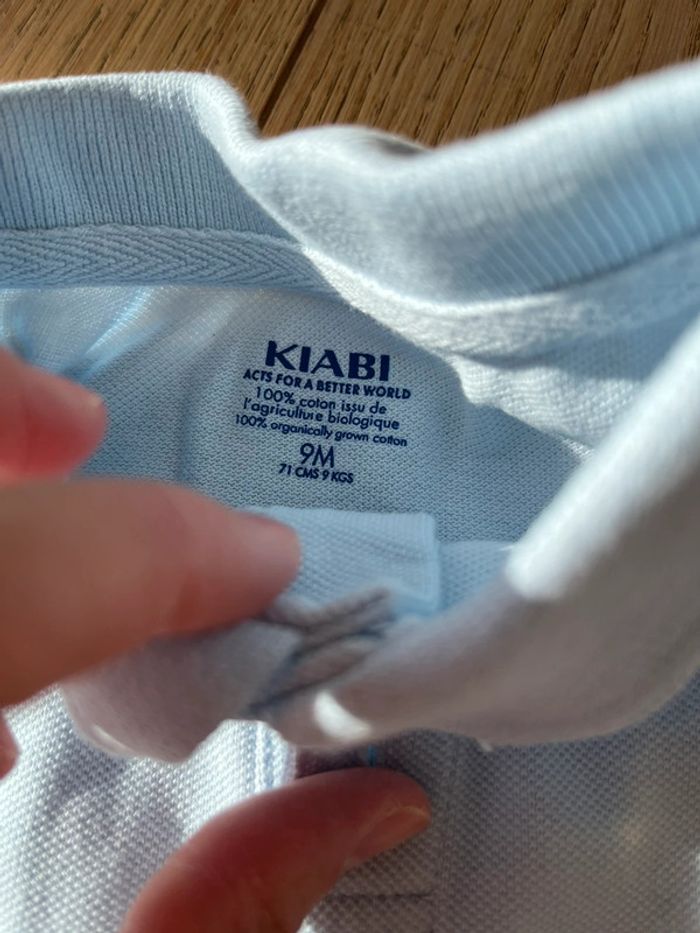 KIABI
ACTS FOR A BETTER WORLD
100% coton issu de
l'agriculture biologique
100% organically grown cotton
9M
71 CMS 9 KGS